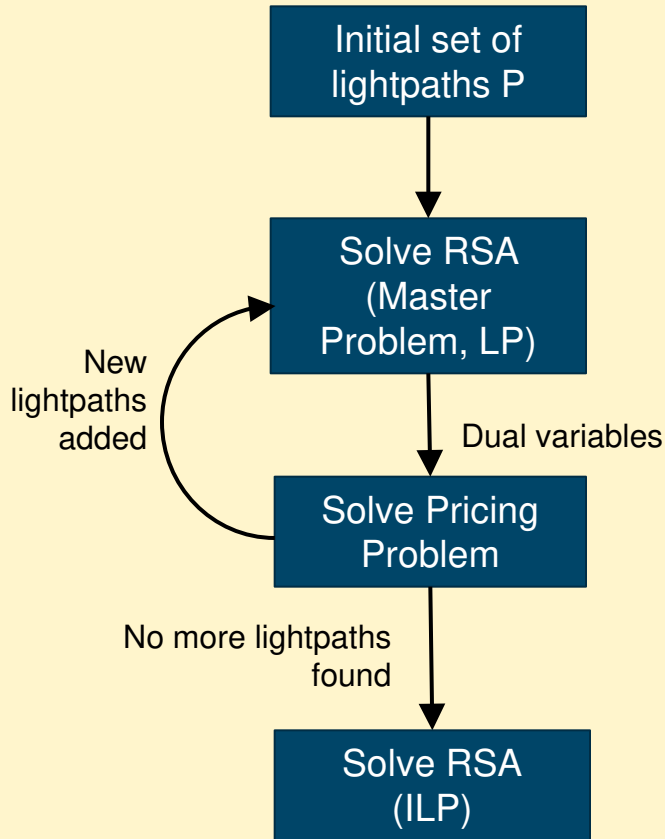 Initial set of
lightpaths P
Solve RSA
(Master
Problem, LP)
New
lightpaths
added
Dual variables
Solve Pricing
Problem
No more lightpaths
found
Solve RSA
(ILP)